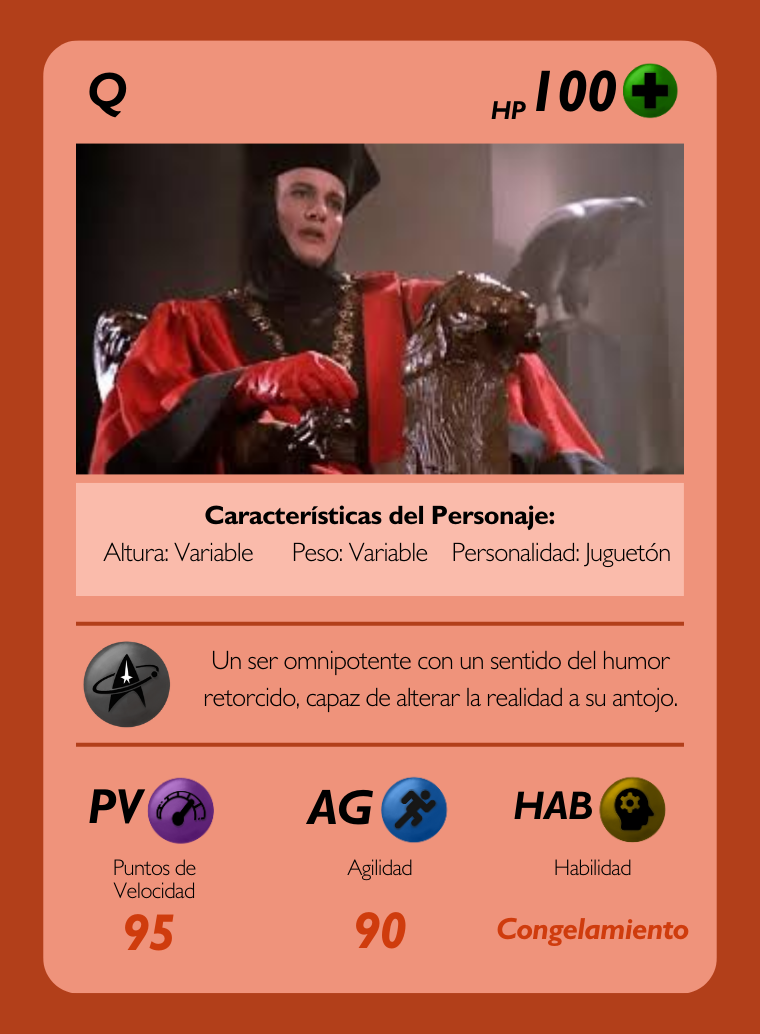 Q
HP 100
Características del Personaje:
Altura: Variable Peso: Variable Personalidad: Juguetón
Un ser omnipotente con un sentido del humor
retorcido, capaz de alterar la realidad a su antojo.
PV AG HAB
Puntos de
Velocidad
Agilidad
Habilidad
95
90
Congelamiento